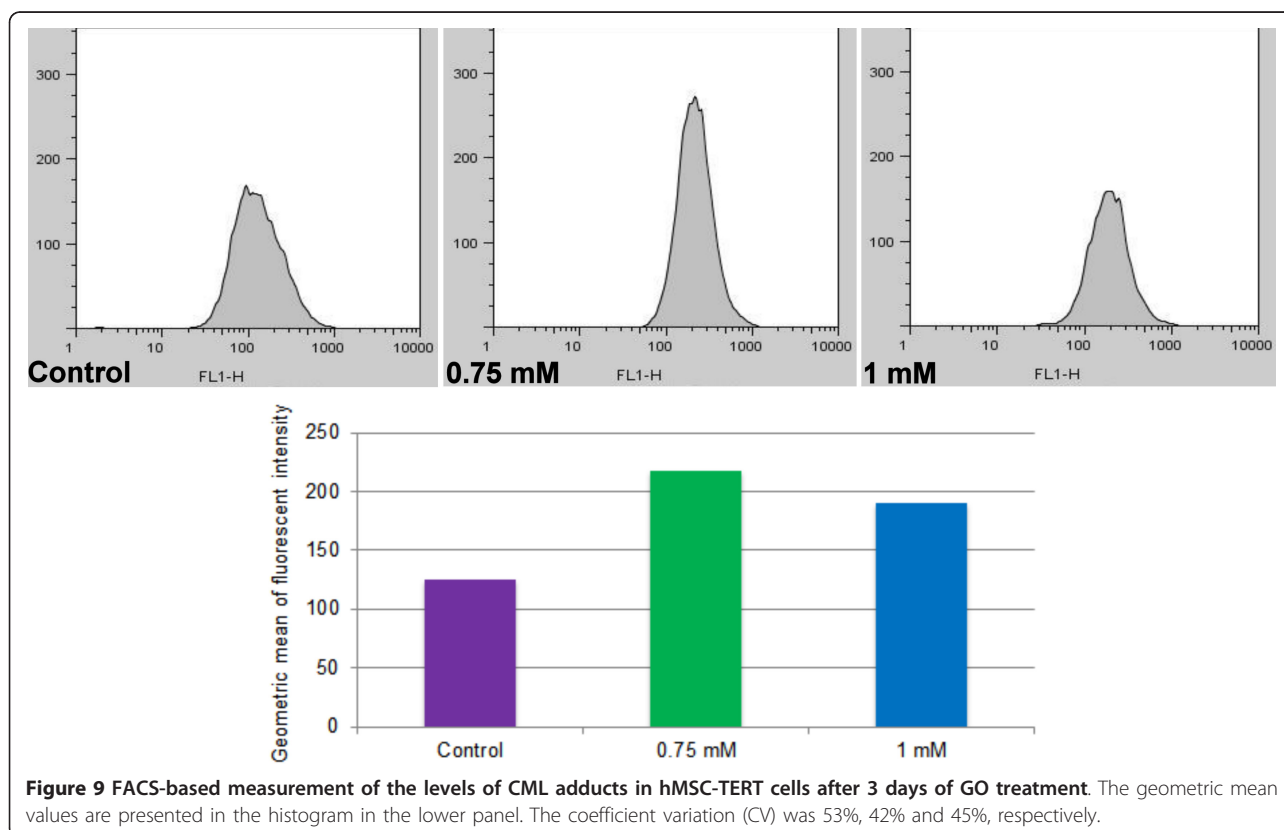 300
200
100
1 10 100 1000 10000
Control FL1-H
300
200
100
1 10 100 1000 10000
0.75 mM FL1-H
300
200
100
1 10 100 1000 10000
1 mM FL1-H
Geometric mean of fluorescent intensity
250
200
150
100
50
0
Control 0.75 mM 1 mM
Figure 9 FACS-based measurement of the levels of CML adducts in hMSC-TERT cells after 3 days of GO treatment. The geometric mean
values are presented in the histogram in the lower panel. The coefficient variation (CV) was 53%, 42% and 45%, respectively.